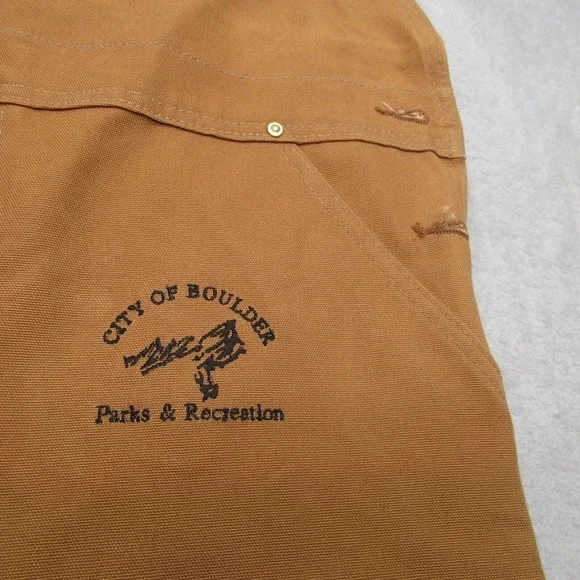 CITY OF BOULDER
Parks & Recreation